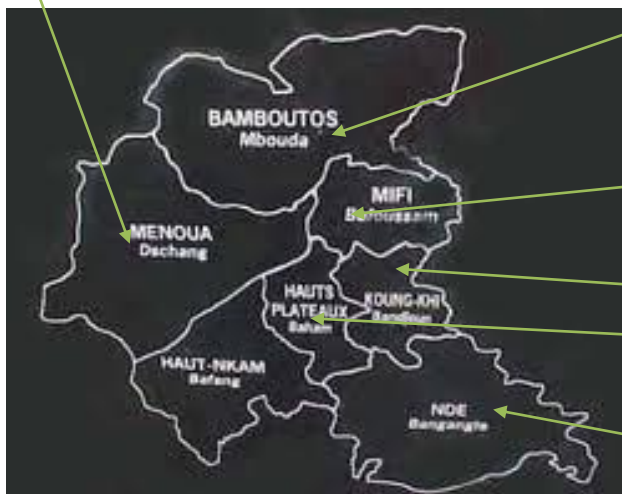 BAMBOUTOS
Mbouda
MIFI
Bafoussam
MENOUA
Dschang
HAUTS
PLATEAUX
Baham
KOUNG-KHI
Bandjoun
HAUT-NKAM
Bafang
NDE
Bangangte